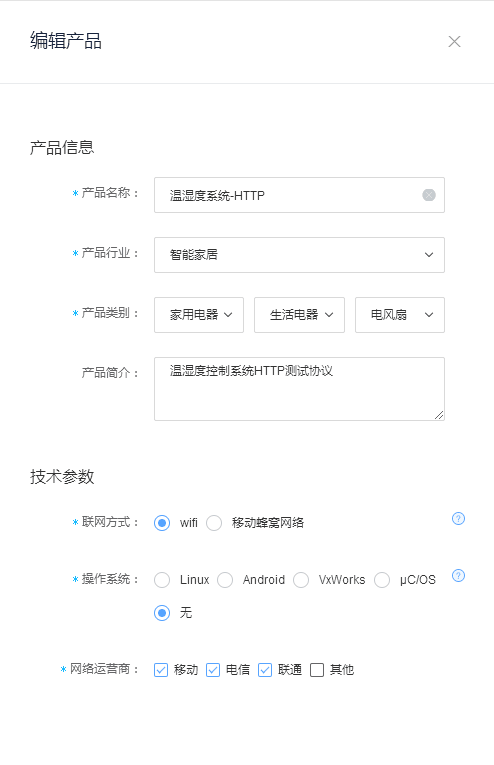 编辑产品
产品信息
* 产品名称： 温湿度系统-HTTP
* 产品行业： 智能家居
* 产品类别： 家用电器 生活电器 电风扇
产品简介： 温湿度控制系统HTTP测试协议
技术参数
* 联网方式： wifi 移动蜂窝网络 ?
* 操作系统： Linux Android VxWorks μC/OS ?
无
* 网络运营商： 移动 电信 联通 其他